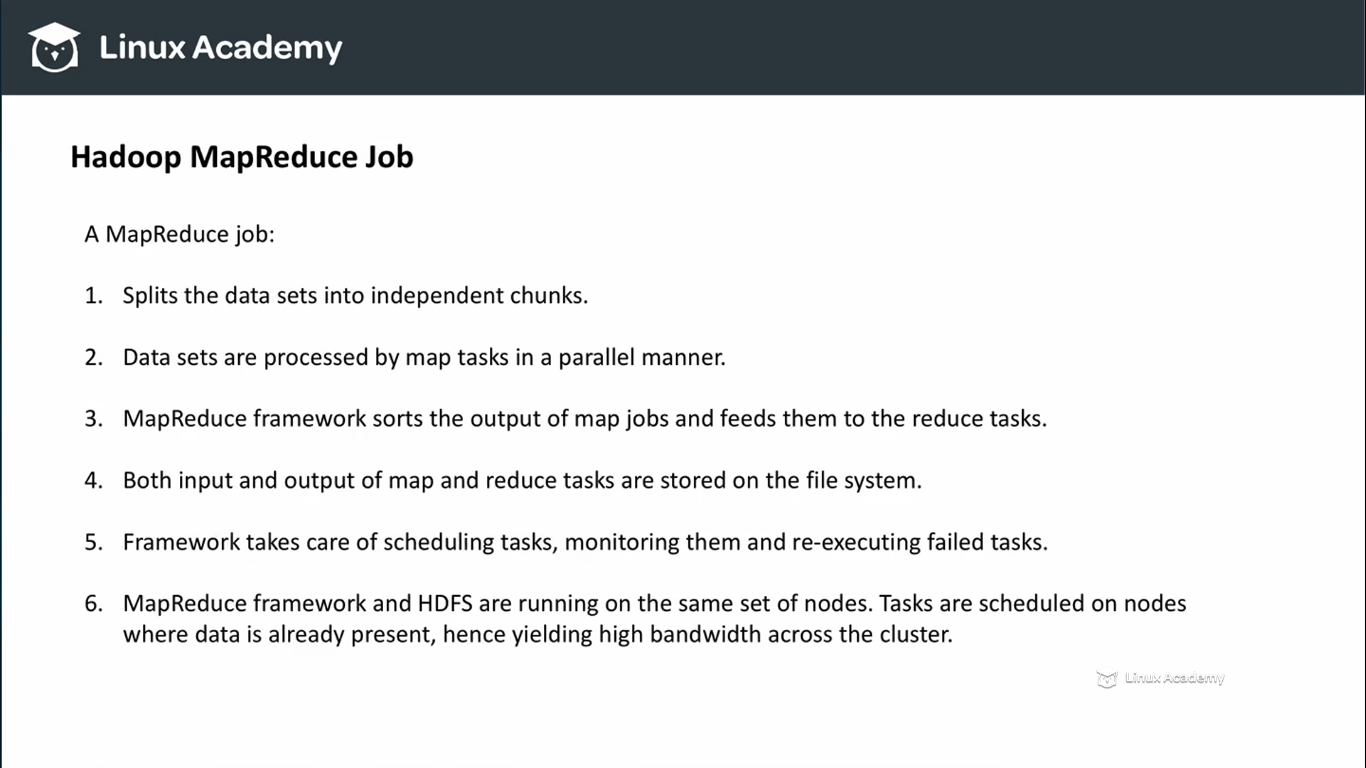 Linux Academy
Hadoop MapReduce Job
A MapReduce job:
1. Splits the data sets into independent chunks.
2. Data sets are processed by map tasks in a parallel manner.
3. MapReduce framework sorts the output of map jobs and feeds them to the reduce tasks.
4. Both input and output of map and reduce tasks are stored on the file system.
5. Framework takes care of scheduling tasks, monitoring them and re-executing failed tasks.
6. MapReduce framework and HDFS are running on the same set of nodes. Tasks are scheduled on nodes
where data is already present, hence yielding high bandwidth across the cluster.
Linux Academy